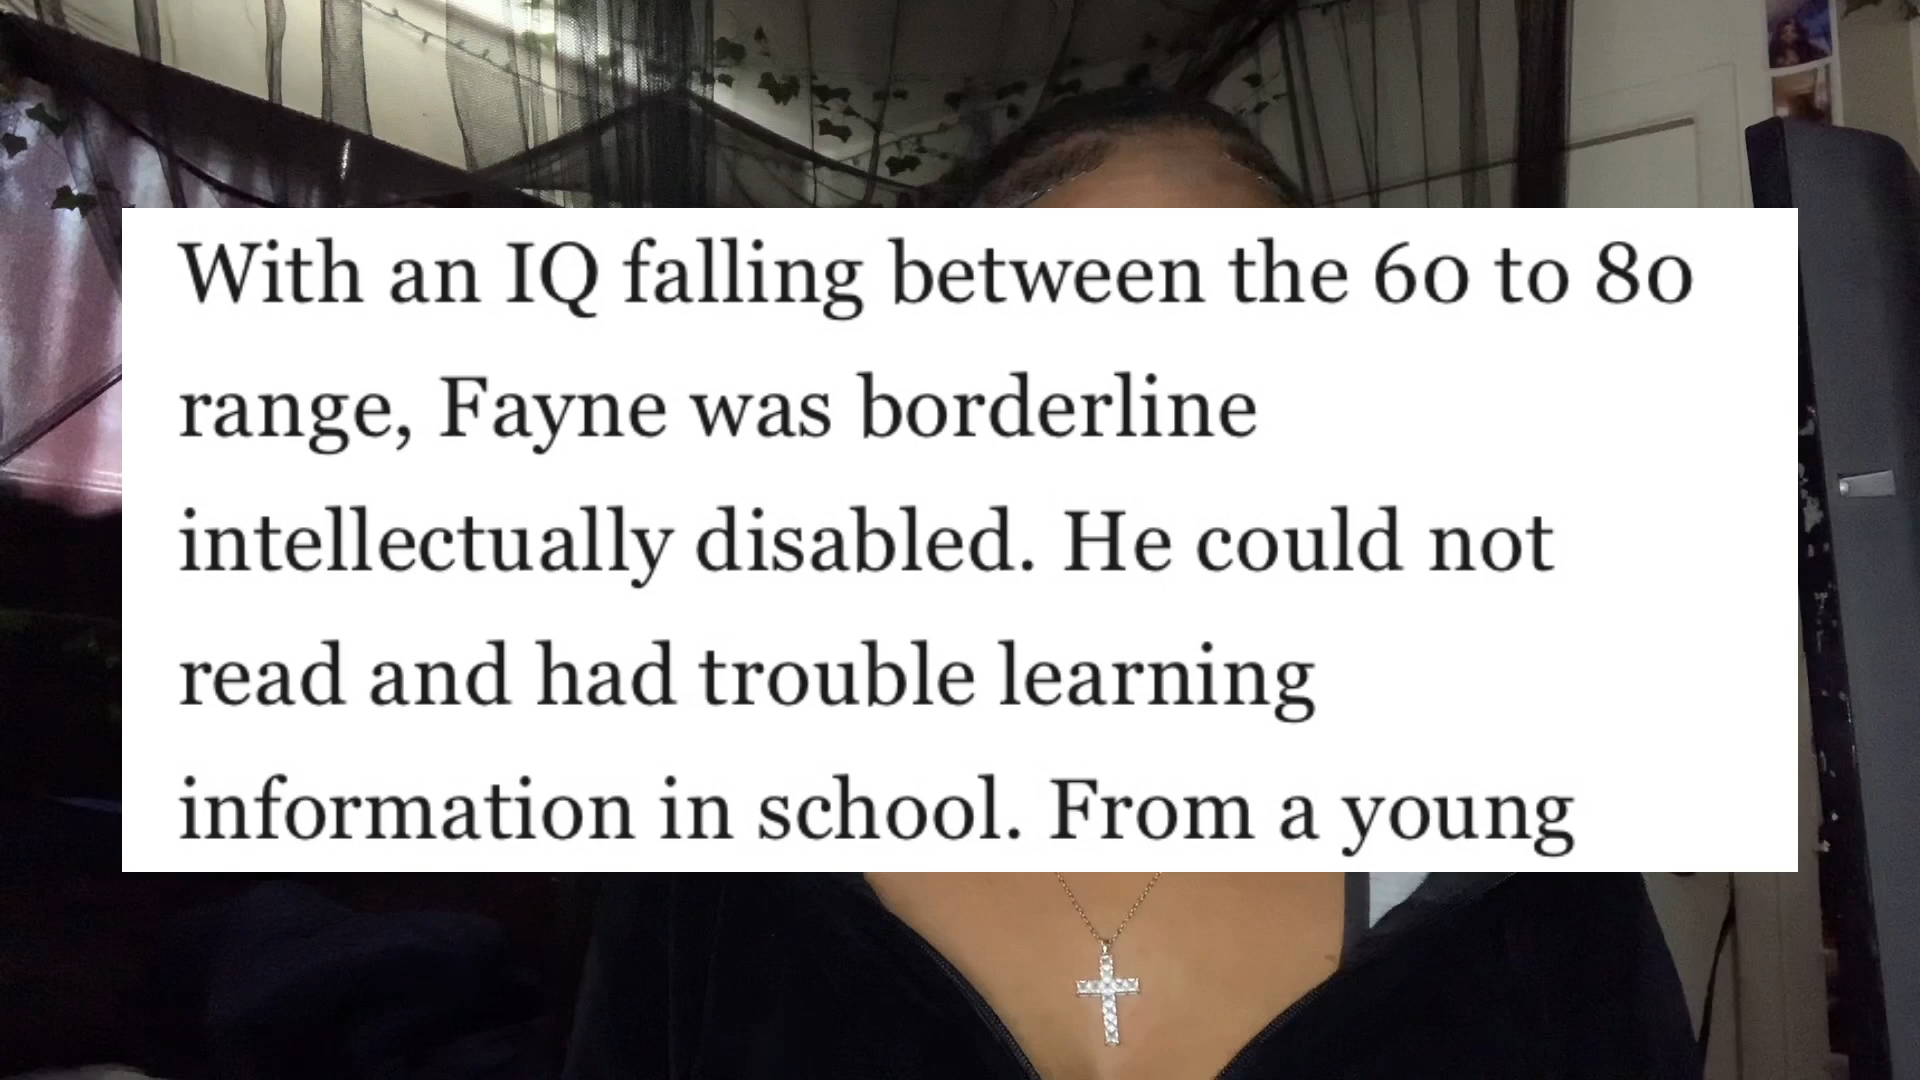 With an IQ falling between the 60 to 80
range, Fayne was borderline
intellectually disabled. He could not
read and had trouble learning
information in school. From a young